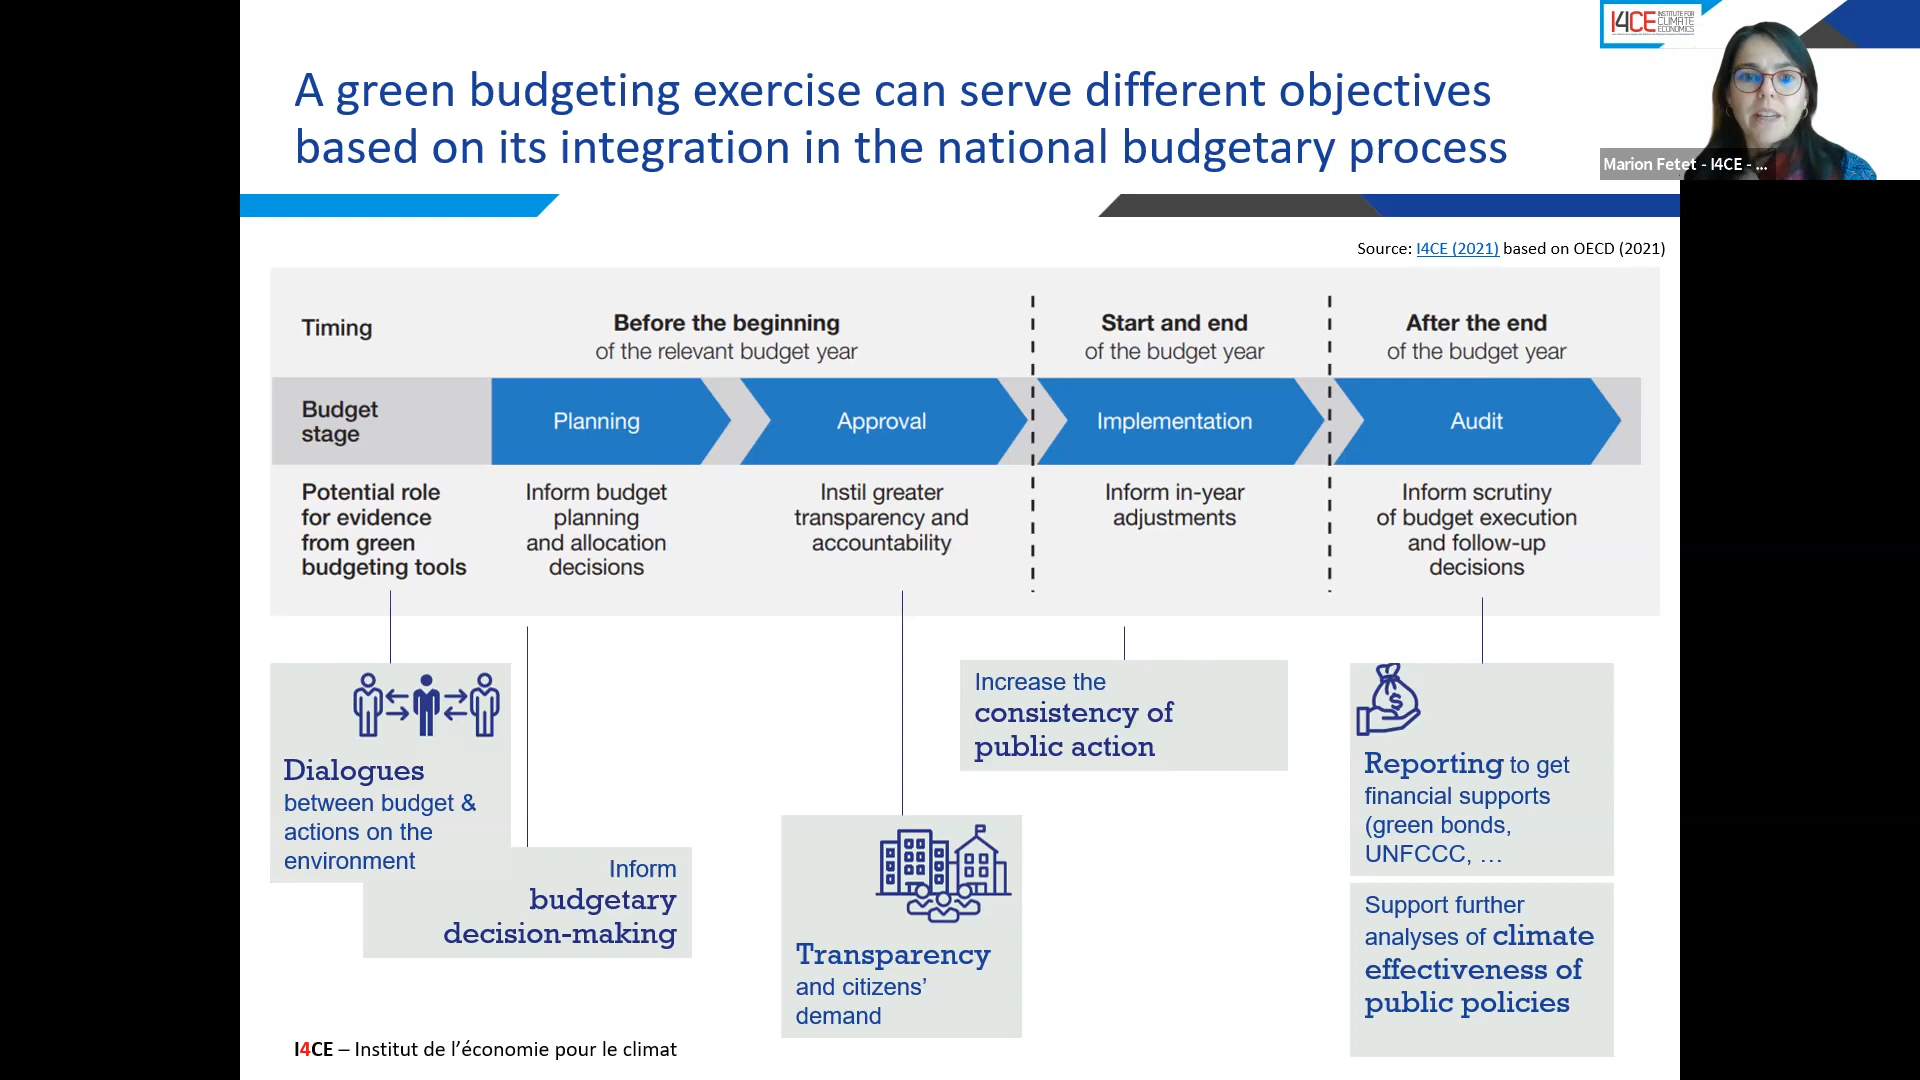 A green budgeting exercise can serve different objectives
based on its integration in the national budgetary process
I4CE
INSTITUTE FOR
CLIMATE
ECONOMICS
Marion Fetet - I4CE - ...
Source: I4CE (2021) based on OECD (2021)
Timing
Before the beginning
of the relevant budget year
Start and end
of the budget year
After the end
of the budget year
Budget
stage
Planning
Approval
Implementation
Audit
Potential role
for evidence
from green
budgeting tools
Inform budget
planning
and allocation
decisions
Instil greater
transparency and
accountability
Inform in-year
adjustments
Inform scrutiny
of budget execution
and follow-up
decisions
Dialogues
between budget &
actions on the
environment
Inform
budgetary
decision-making
Transparency
and citizens’
demand
Increase the
consistency of
public action
$
Reporting to get
financial supports
(green bonds,
UNFCCC, …
Support further
analyses of climate
effectiveness of
public policies
I4CE – Institut de l’économie pour le climat